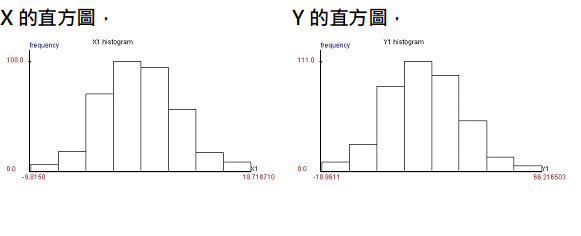 X 的直方圖，
frequency
X1 histogram
108.0
0.0
X1
-9.8150
19.718710
Y 的直方圖，
frequency
Y1 histogram
111.0
0.0
Y1
-18.9611
66.216503